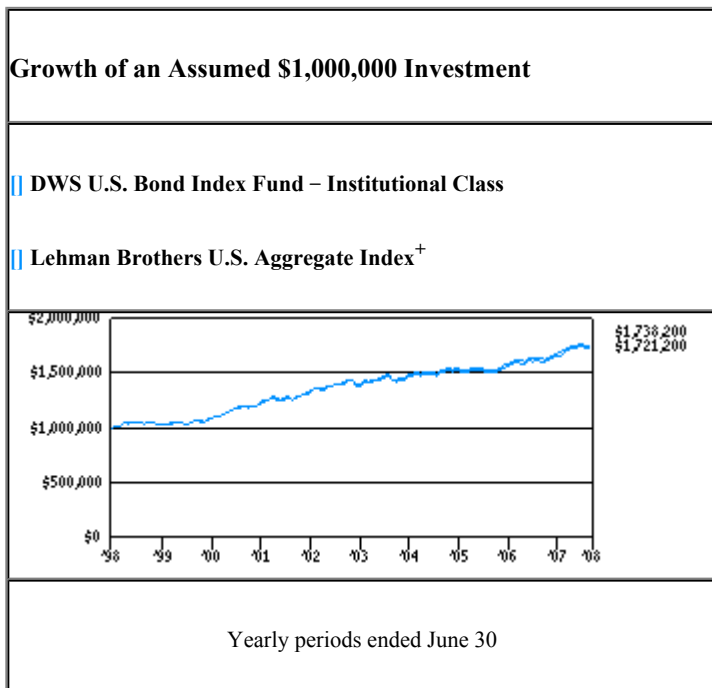 Growth of an Assumed $1,000,000 Investment
[] DWS U.S. Bond Index Fund − Institutional Class
[] Lehman Brothers U.S. Aggregate Index+
$2,000,000
$1,738,200
$1,721,200
$1,500,000
$1,000,000
$500,000
$0
'98 '99 '00 '01 '02 '03 '04 '05 '06 '07 '08
Yearly periods ended June 30